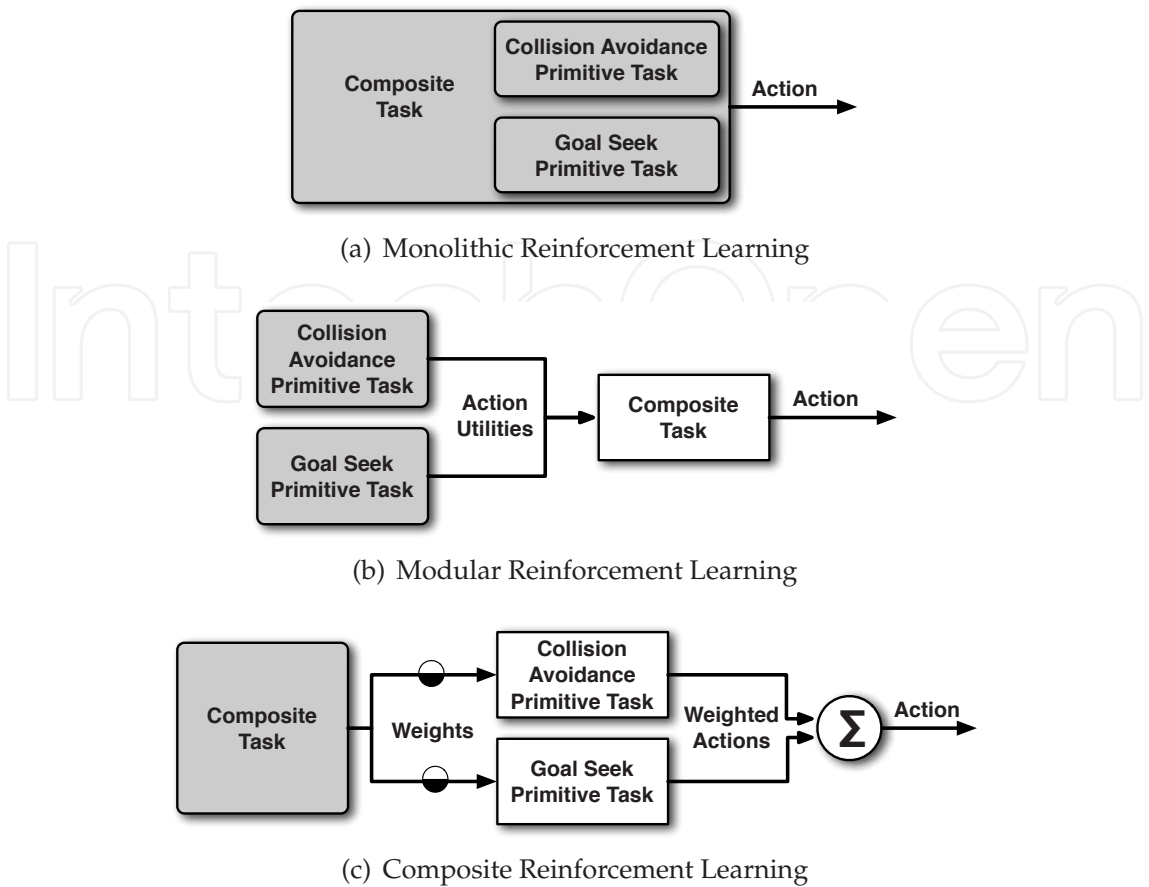 Collision Avoidance
Primitive Task
Composite
Task
Action
Goal Seek
Primitive Task
(a) Monolithic Reinforcement Learning
IntechOpen
Collision
Avoidance
Primitive Task
Action
Utilities
Composite
Task
Action
Goal Seek
Primitive Task
(b) Modular Reinforcement Learning
Composite
Task
Weights
Collision
Avoidance
Primitive Task
Goal Seek
Primitive Task
Weighted
Actions
Σ
Action
(c) Composite Reinforcement Learning